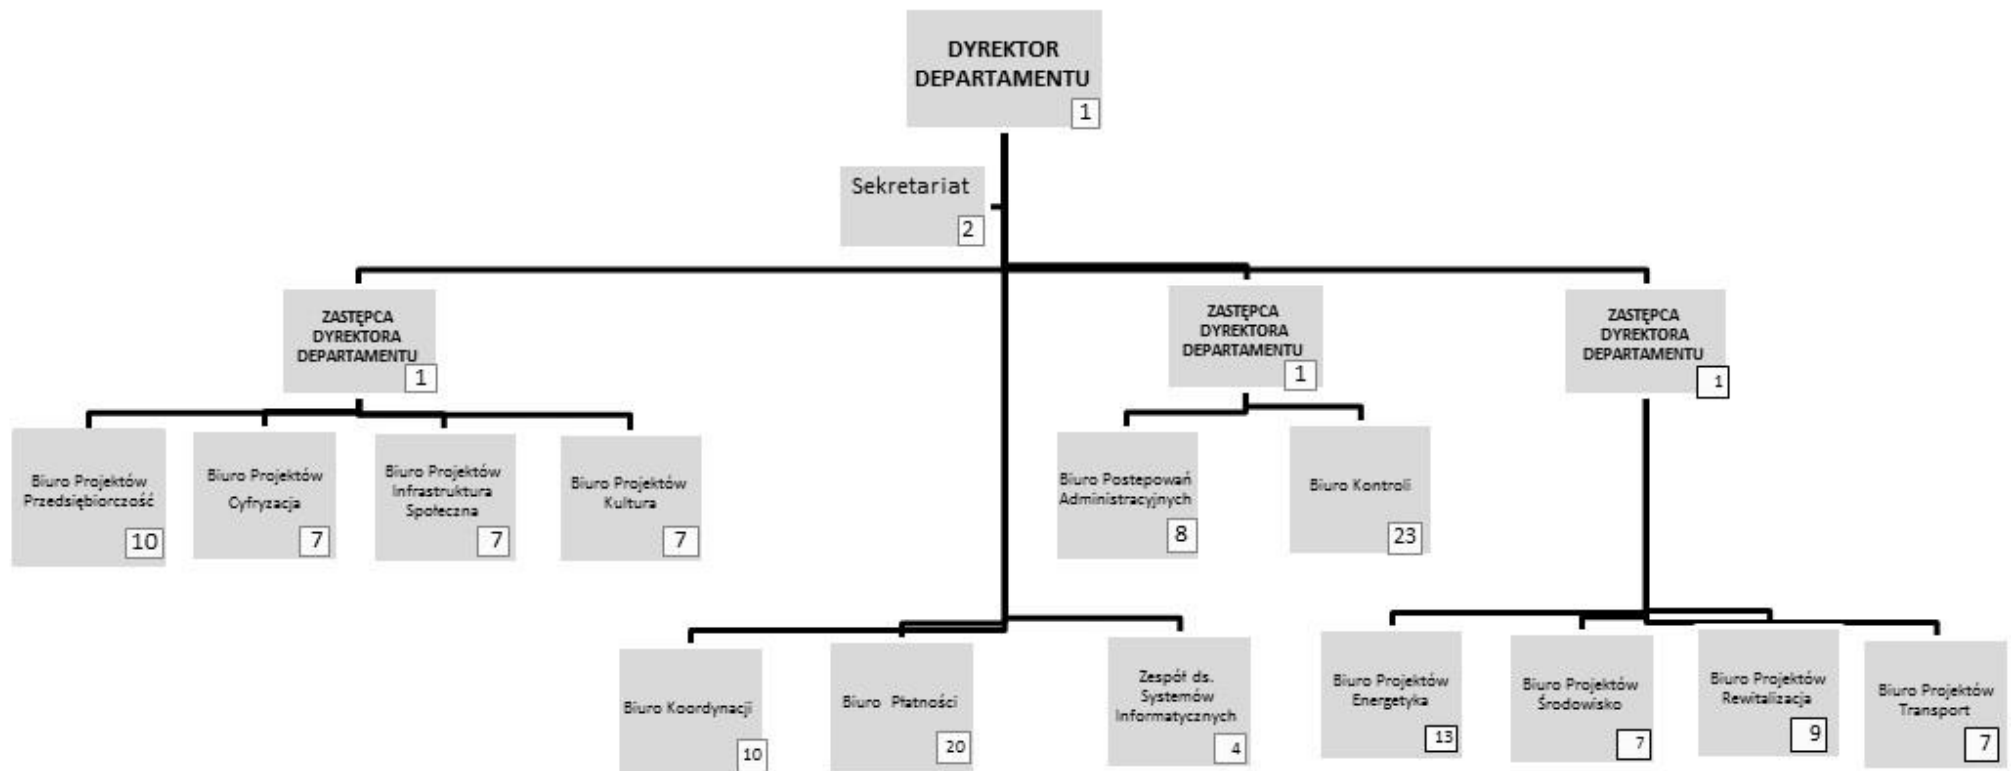 DYREKTOR
DEPARTAMENTU
1
Sekretariat
2
ZASTĘPCA
DYREKTORA
DEPARTAMENTU
1
ZASTĘPCA
DYREKTORA
DEPARTAMENTU
1
ZASTĘPCA
DYREKTORA
DEPARTAMENTU
1
Biuro Projektów
Przedsiębiorczość
10
Biuro Projektów
Cyfryzacja
7
Biuro Projektów
Infrastruktura
Społeczna
7
Biuro Projektów
Kultura
7
Biuro Postepowań
Administracyjnych
8
Biuro Kontroli
23
Biuro Koordynacji
10
Biuro Płatności
20
Zespół ds.
Systemów
Informatycznych
4
Biuro Projektów
Energetyka
13
Biuro Projektów
Środowisko
7
Biuro Projektów
Rewitalizacja
9
Biuro Projektów
Transport
7